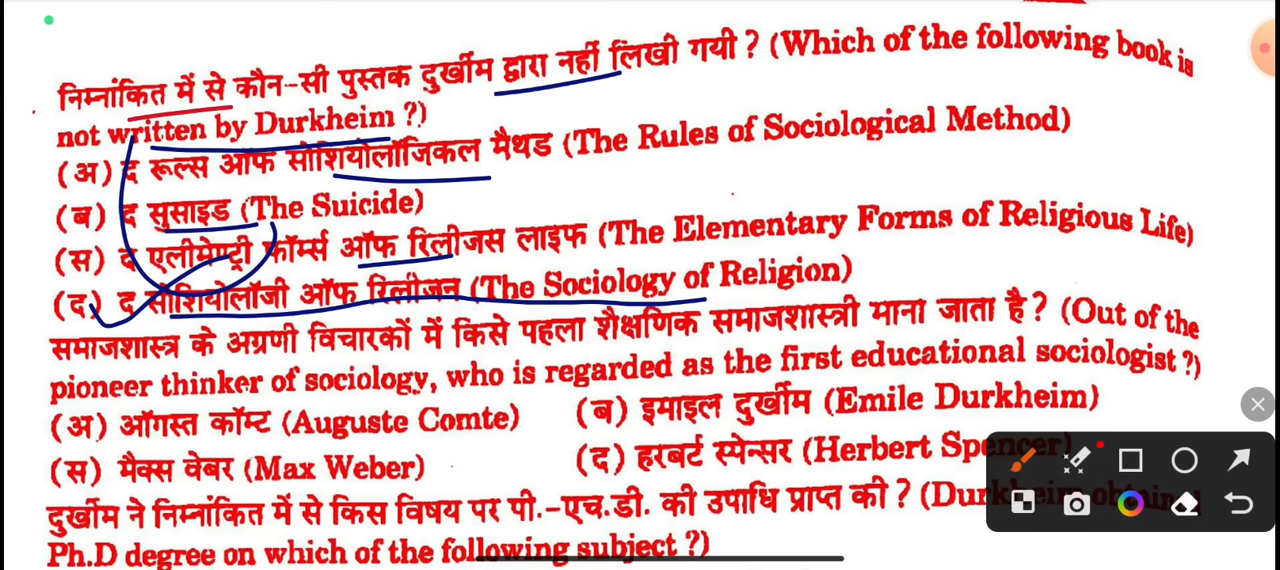 निम्नांकित में से कौन-सी पुस्तक दुर्खीम द्वारा नहीं लिखी गयी ? (Which of the following book is
not written by Durkheim ?)
(अ) द रूल्स ऑफ सोशियोलॉजिकल मैथड (The Rules of Sociological Method)
(ब) द सुसाइड (The Suicide)
(स) द एलीमेण्ट्री फॉर्म्स ऑफ रिलीजस लाइफ (The Elementary Forms of Religious Life)
(द) द सोशियोलॉजी ऑफ रिलीजन (The Sociology of Religion)
समाजशास्त्र के अग्रणी विचारकों में किसे पहला शैक्षणिक समाजशास्त्री माना जाता है ? (Out of the
pioneer thinker of sociology, who is regarded as the first educational sociologist ?)
(अ) ऑगस्त कॉम्ट (Auguste Comte) (ब) इमाइल दुर्खीम (Emile Durkheim)
(स) मैक्स वेबर (Max Weber) (द) हरबर्ट स्पेन्सर (Herbert Spencer)
दुर्खीम ने निम्नांकित में से किस विषय पर पी.-एच.डी. की उपाधि प्राप्त की ? (Durkheim
Ph.D degree on which of the following subject ?)